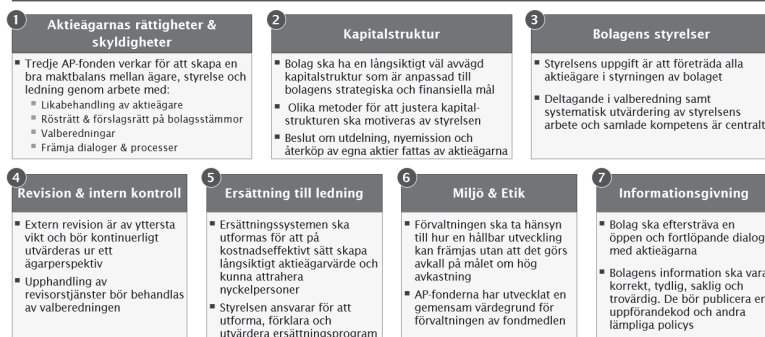 1
Aktieägarnas rättigheter &
skyldigheter
▪ Tredje AP-fonden verkar för att skapa en
bra maktbalans mellan ägare, styrelse och
ledning genom arbete med:
▪ Likabehandling av aktieägare
▪ Rösträtt & förslagsrätt på bolagsstämmor
▪ Valberedningar
▪ Främja dialoger & processer
2
Kapitalstruktur
▪ Bolag ska ha en långsiktigt väl avvägd
kapitalstruktur som är anpassad till
bolagens strategiska och finansiella mål
▪ Olika metoder för att justera kapital-
strukturen ska motiveras av styrelsen
▪ Beslut om utdelning, nyemission och
återköp av egna aktier fattas av aktieägarna
3
Bolagens styrelser
▪ Styrelsens uppgift är att företräda alla
aktieägare i styrningen av bolaget
▪ Deltagande i valberedning samt
systematisk utvärdering av styrelsens
arbete och samlade kompetens är centralt
4
Revision & intern kontroll
▪ Extern revision är av yttersta
vikt och bör kontinuerligt
utvärderas ur ett
ägarperspektiv
▪ Upphandling av
revisorstjänster bör behandlas
av valberedningen
5
Ersättning till ledning
▪ Ersättningssystemen ska
utformas för att på
kostnadseffektivt sätt skapa
långsiktigt aktieägarvärde och
kunna attrahera
nyckelpersoner
▪ Styrelsen ansvarar för att
utforma, förklara och
utvärdera ersättningsprogram
6
Miljö & Etik
▪ Förvaltningen ska ta hänsyn
till hur en hållbar utveckling
kan främjas utan att det görs
avkall på målet om hög
avkastning
▪ AP-fonderna har utvecklat en
gemensam värdegrund för
förvaltningen av fondmedlen
7
Informationsgivning
▪ Bolag ska eftersträva en
öppen och fortlöpande dialog
med aktieägarna
▪ Bolagens information ska vara
korrekt, tydlig, saklig och
trovärdig. De bör publicera en
uppförandekod och andra
lämpliga policys